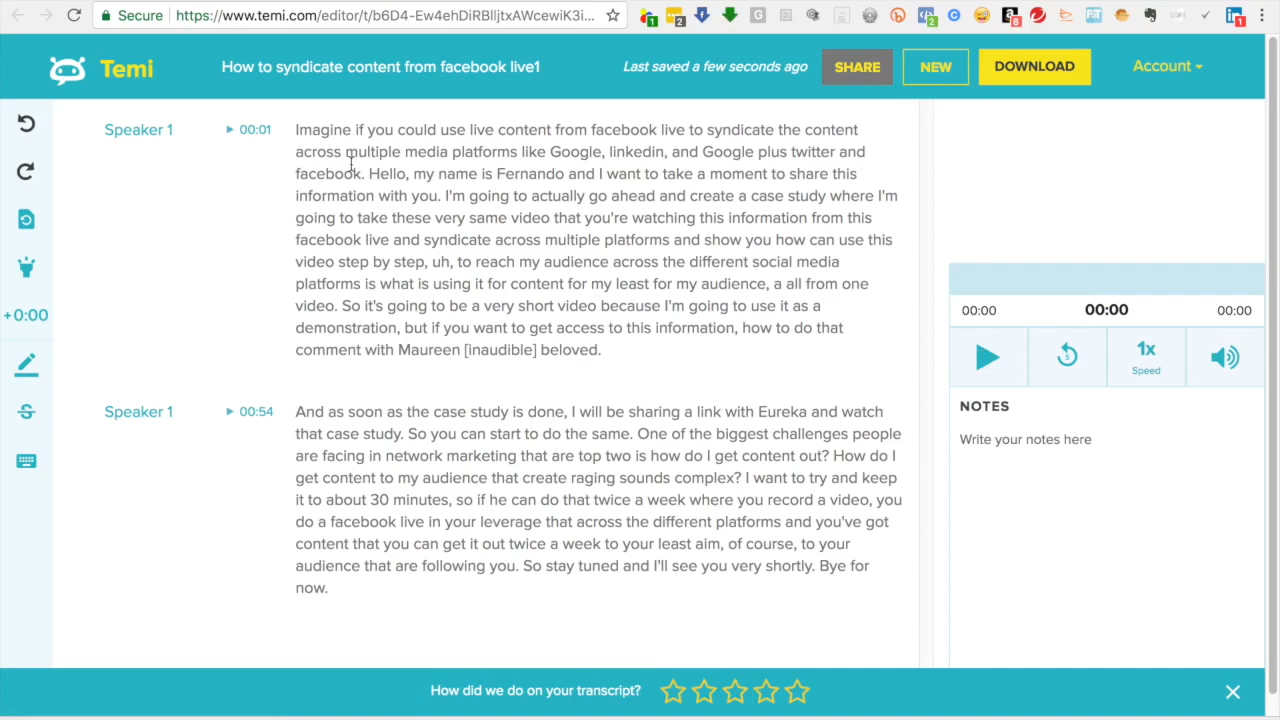 Secure
https://www.temi.com/editor/t/b6D4-Ew4ehDiRBlljtxAWcewiK3i...
1
2
2
8
1
Temi
How to syndicate content from facebook live1
Last saved a few seconds ago
SHARE
NEW
DOWNLOAD
Account
Speaker 1
00:01
Imagine if you could use live content from facebook live to syndicate the content
across multiple media platforms like Google, linkedin, and Google plus twitter and
facebook. Hello, my name is Fernando and I want to take a moment to share this
information with you. I'm going to actually go ahead and create a case study where I'm
going to take these very same video that you're watching this information from this
facebook live and syndicate across multiple platforms and show you how can use this
video step by step, uh, to reach my audience across the different social media
platforms is what is using it for content for my least for my audience, a all from one
video. So it's going to be a very short video because I'm going to use it as a
demonstration, but if you want to get access to this information, how to do that
comment with Maureen [inaudible] beloved.
Speaker 1
00:54
And as soon as the case study is done, I will be sharing a link with Eureka and watch
that case study. So you can start to do the same. One of the biggest challenges people
are facing in network marketing that are top two is how do I get content out? How do I
get content to my audience that create raging sounds complex? I want to try and keep
it to about 30 minutes, so if he can do that twice a week where you record a video, you
do a facebook live in your leverage that across the different platforms and you've got
content that you can get it out twice a week to your least aim, of course, to your
audience that are following you. So stay tuned and I'll see you very shortly. Bye for
now.
+0:00
00:00
00:00
00:00
5
1x
Speed
NOTES
Write your notes here
How did we do on your transcript?